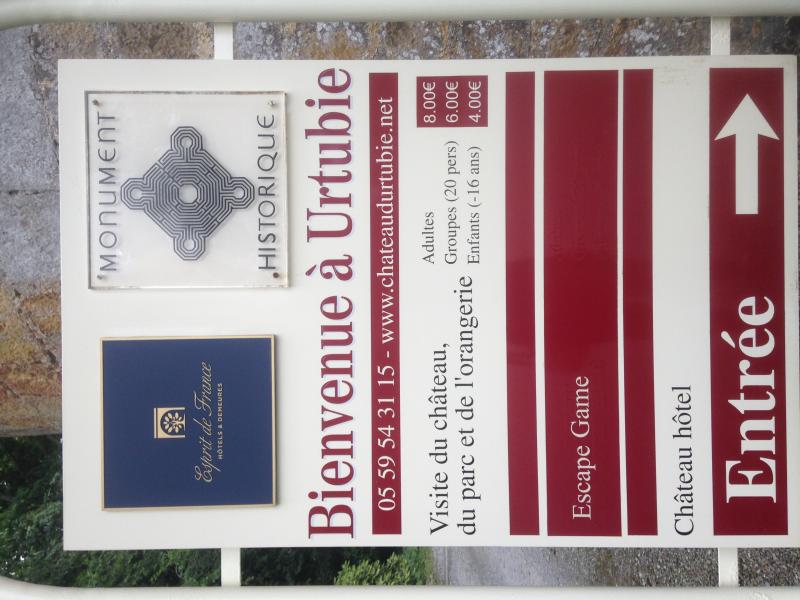 Esprit de France
HÔTELS & DEMEURES
MONUMENT
HISTORIQUE
Bienvenue à Urtubie
05 59 54 31 15 - www.chateaudurtubie.net
Visite du château,
du parc et de l'orangerie
Adultes 8.00€
Groupes (20 pers) 6.00€
Enfants (-16 ans) 4.00€
Escape Game
Château hôtel
Entrée